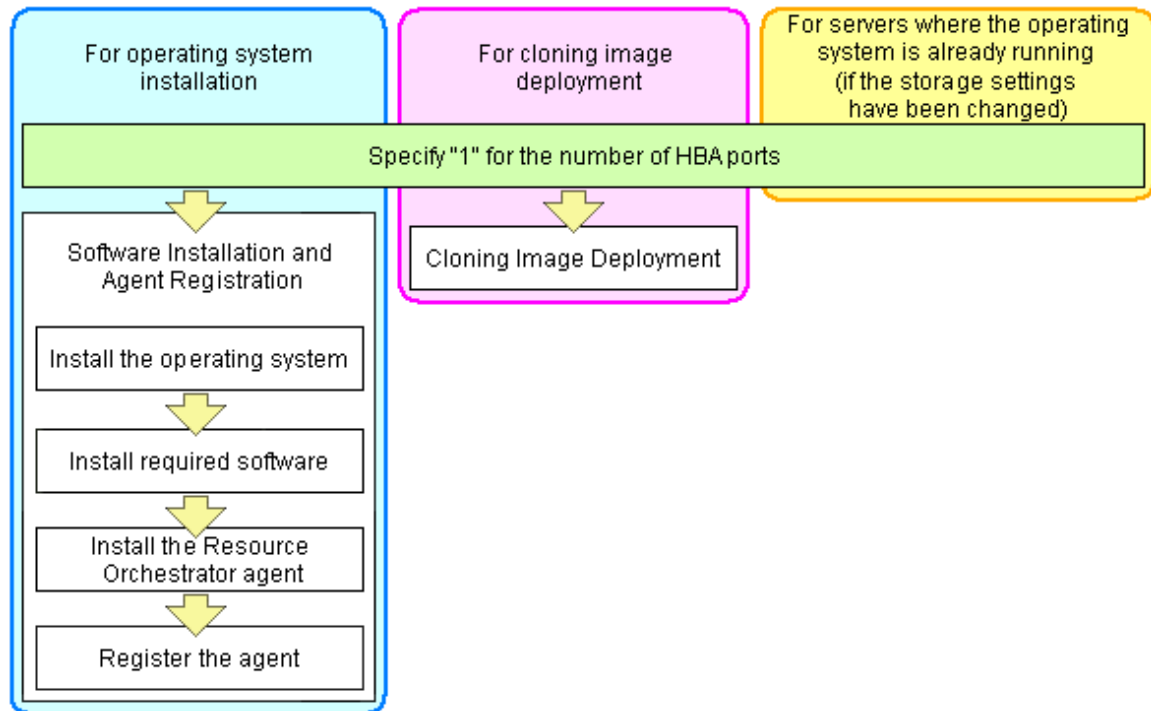 For operating system
installation
For cloning image
deployment
For servers where the operating
system is already running
(if the storage settings
have been changed)
Specify "1" for the number of HBA ports
Software Installation and
Agent Registration
Install the operating system
Install required software
Install the Resource
Orchestrator agent
Register the agent
Cloning Image Deployment